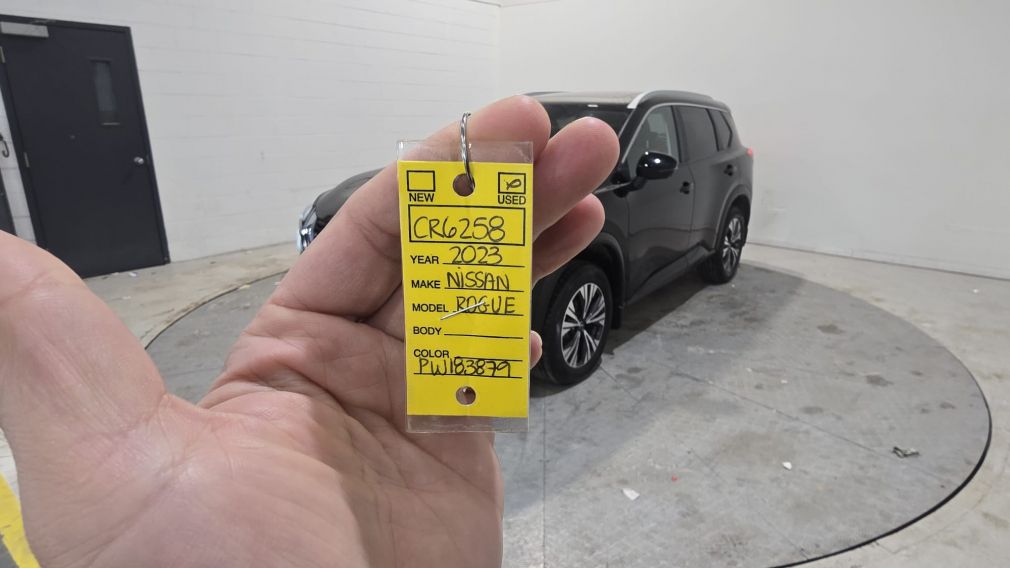 NEW USED
CR6258
YEAR 2023
MAKE NISSAN
MODEL ROGUE
BODY
COLOR
PW183879